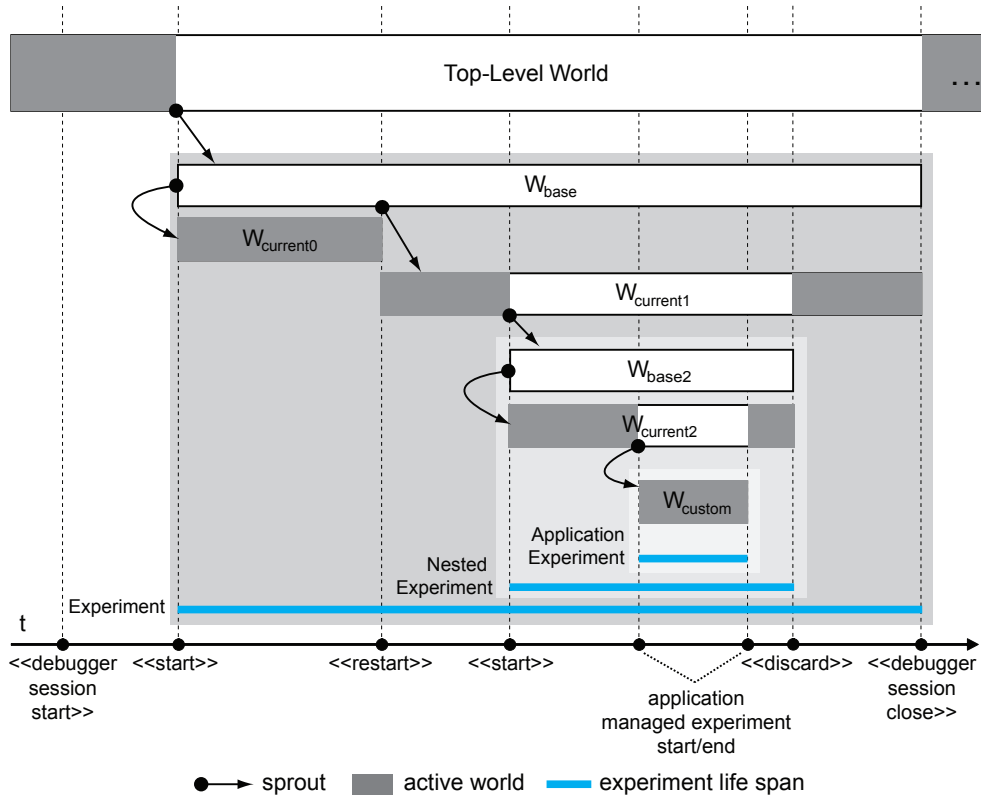 Top-Level World
...
Wbase
Wcurrent0
Wcurrent1
Wbase2
Wcurrent2
Wcustom
Application
Experiment
Nested
Experiment
Experiment
t
<<debugger
session
start>>
<<start>>
<<restart>>
<<start>>
application
managed experiment
start/end
<<discard>>
<<debugger
session
close>>
sprout
active world
experiment life span